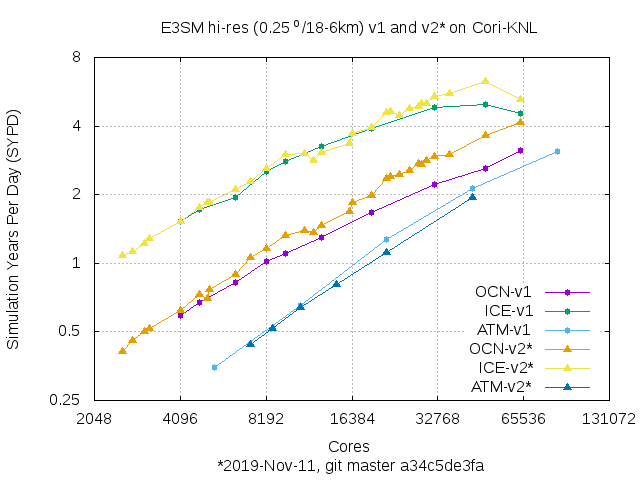 E3SM hi-res (0.25 ⁰/18-6km) v1 and v2* on Cori-KNL
Simulation Years Per Day (SYPD)
8
4
2
1
0.5
0.25
OCN-v1
ICE-v1
ATM-v1
OCN-v2*
ICE-v2*
ATM-v2*
2048 4096 8192 16384 32768 65536 131072
Cores
*2019-Nov-11, git master a34c5de3fa